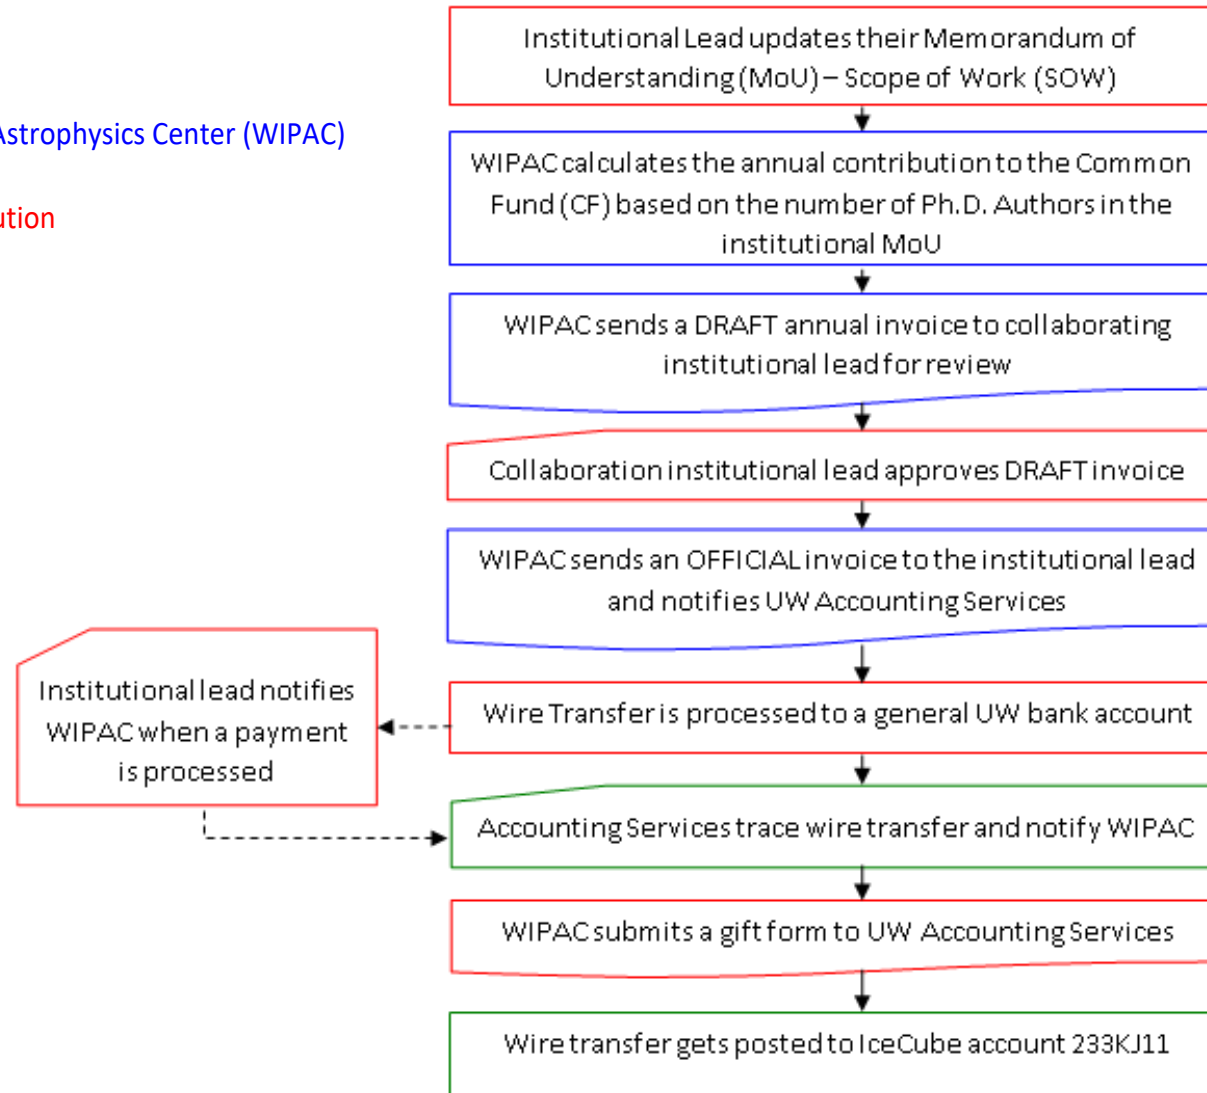 Institutional Lead updates their Memorandum of
Understanding (MoU) – Scope of Work (SOW)
Astrophysics Center (WIPAC)
WIPAC calculates the annual contribution to the Common
Fund (CF) based on the number of Ph.D. Authors in the
institutional MoU
ution
WIPAC sends a DRAFT annual invoice to collaborating
institutional lead for review
Collaboration institutional lead approves DRAFT invoice
WIPAC sends an OFFICIAL invoice to the institutional lead
and notifies UW Accounting Services
Institutional lead notifies
WIPAC when a payment
is processed
Wire Transfer is processed to a general UW bank account
Accounting Services trace wire transfer and notify WIPAC
WIPAC submits a gift form to UW Accounting Services
Wire transfer gets posted to IceCube account 233KJ11